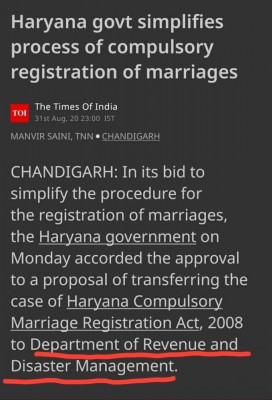 Haryana govt simplifies
process of compulsory
registration of marriages
TOI
The Times Of India
31st Aug, 20 23:00 IST
MANVIR SAINI, TNN • CHANDIGARH
CHANDIGARH: In its bid to
simplify the procedure for
the registration of marriages,
the Haryana government on
Monday accorded the approval
to a proposal of transferring the
case of Haryana Compulsory
Marriage Registration Act, 2008
to Department of Revenue and
Disaster Management.